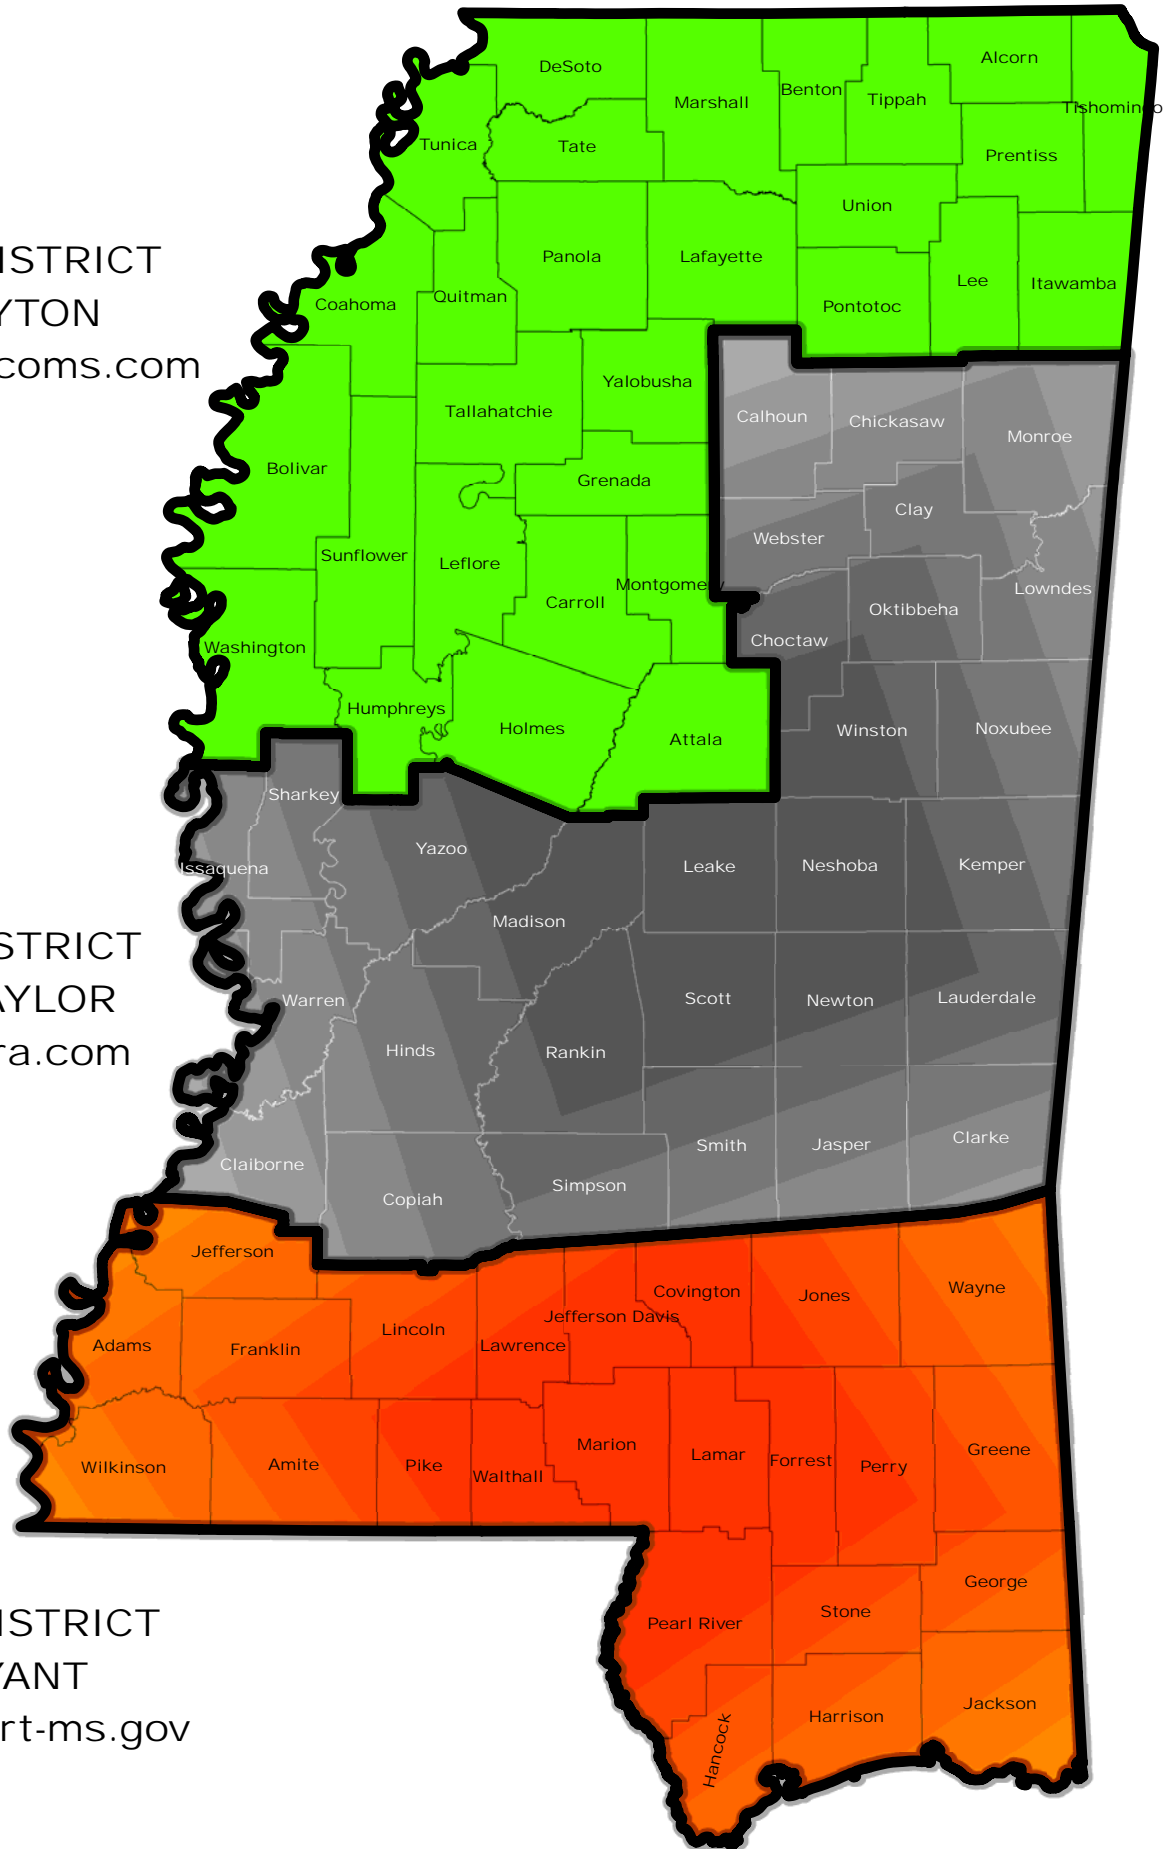 DeSoto
Marshall
Benton
Tippah
Alcorn
Tishomingo
Tunica
Tate
Prentiss
Union
ISTRICT
YTON
coms.com
Coahoma
Quitman
Panola
Lafayette
Pontotoc
Lee
Itawamba
Tallahatchie
Yalobusha
Calhoun
Chickasaw
Monroe
Bolivar
Grenada
Clay
Webster
Sunflower
Leflore
Carroll
Montgomery
Oktibbeha
Lowndes
Washington
Choctaw
Humphreys
Holmes
Attala
Winston
Noxubee
Sharkey
Issaquena
Yazoo
Leake
Neshoba
Kemper
Madison
STRICT
AYLOR
ra.com
Warren
Hinds
Rankin
Scott
Newton
Lauderdale
Claiborne
Copiah
Simpson
Smith
Jasper
Clarke
Jefferson
Adams
Franklin
Lincoln
Lawrence
Jefferson Davis
Covington
Jones
Wayne
Wilkinson
Amite
Pike
Walthall
Marion
Lamar
Forrest
Perry
Greene
ISTRICT
YANT
rt-ms.gov
Pearl River
Stone
George
Hancock
Harrison
Jackson